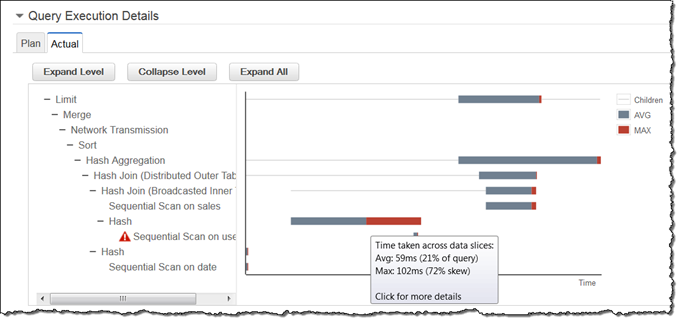 Query Execution Details
Plan
Actual
Expand Level
Collapse Level
Expand All
Limit
Merge
Network Transmission
Sort
Hash Aggregation
Hash Join (Distributed Outer Tab
Hash Join (Broadcasted Inner
Sequential Scan on sales
Hash
Sequential Scan on use
Hash
Sequential Scan on date
Children
AVG
MAX
Time taken across data slices:
Avg: 59ms (21% of query)
Max: 102ms (72% skew)
Click for more details
Time